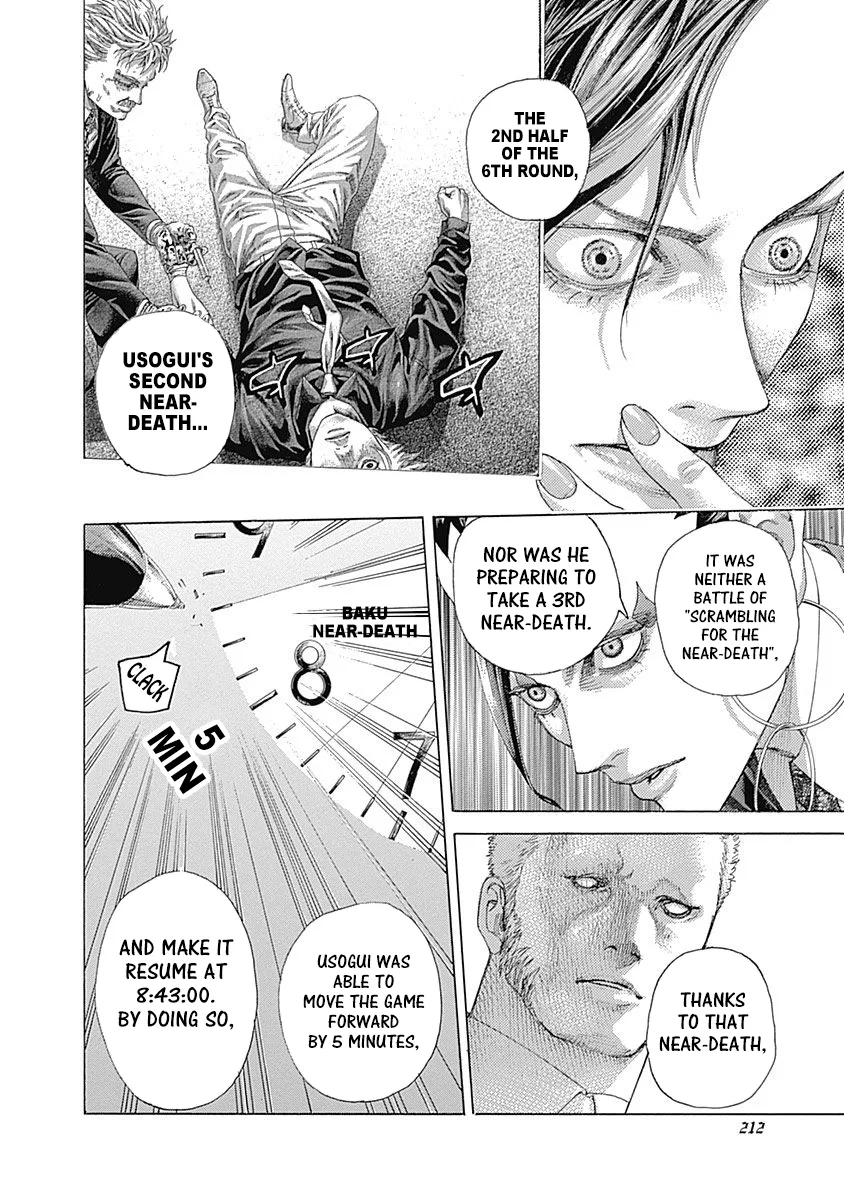 THE
2ND HALF
OF THE
6TH ROUND,
USOGUI'S
SECOND
NEAR-
DEATH...
IT WAS
NEITHER A
BATTLE OF
"SCRAMBLING
FOR THE
NEAR-DEATH",
NOR WAS HE
PREPARING TO
TAKE A 3RD
NEAR-DEATH.
THANKS
TO THAT
NEAR-DEATH,
9
BAKU
NEAR-DEATH
8
7
CLACK
5
MIN
USOGUI WAS
ABLE TO
MOVE THE GAME
FORWARD
BY 5 MINUTES,
AND MAKE IT
RESUME AT
8:43:00.
BY DOING SO,
212